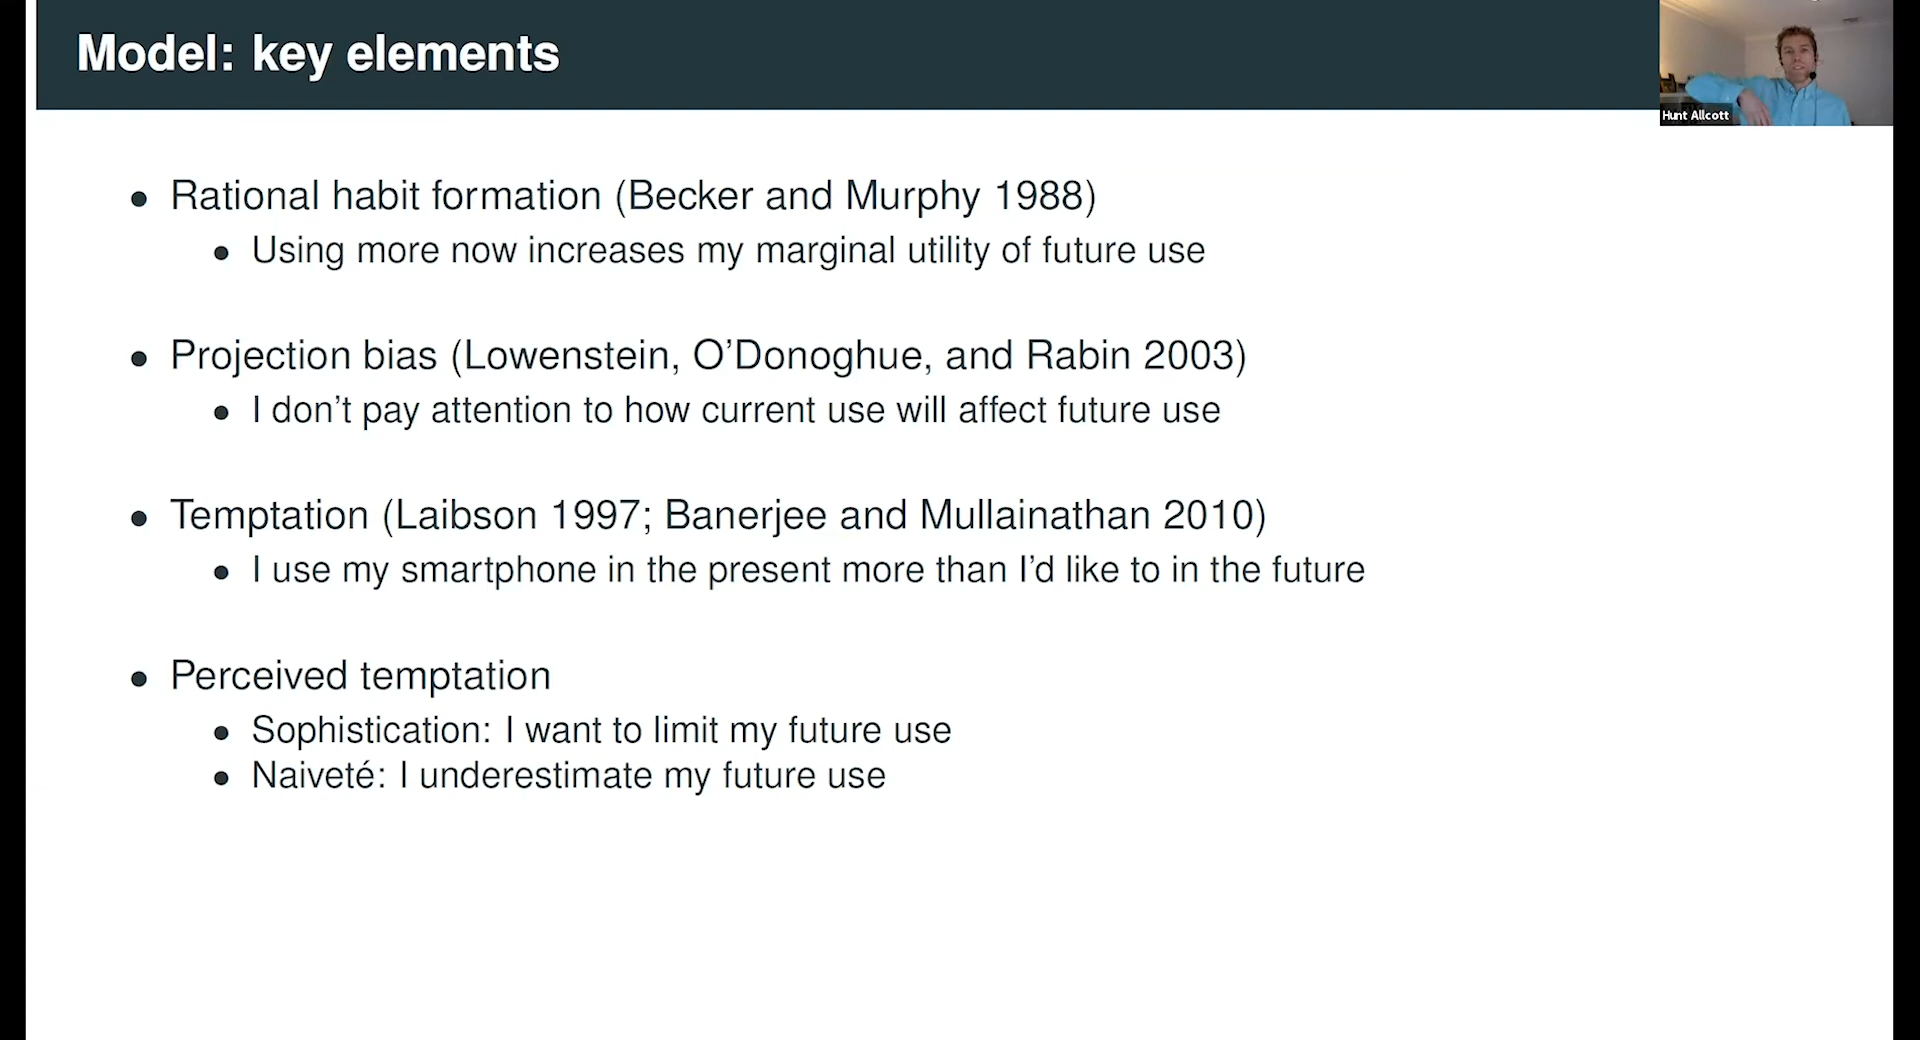 Model: key elements
Hunt Allcott
• Rational habit formation (Becker and Murphy 1988)
• Using more now increases my marginal utility of future use
• Projection bias (Lowenstein, O’Donoghue, and Rabin 2003)
• I don’t pay attention to how current use will affect future use
• Temptation (Laibson 1997; Banerjee and Mullainathan 2010)
• I use my smartphone in the present more than I’d like to in the future
• Perceived temptation
• Sophistication: I want to limit my future use
• Naiveté: I underestimate my future use